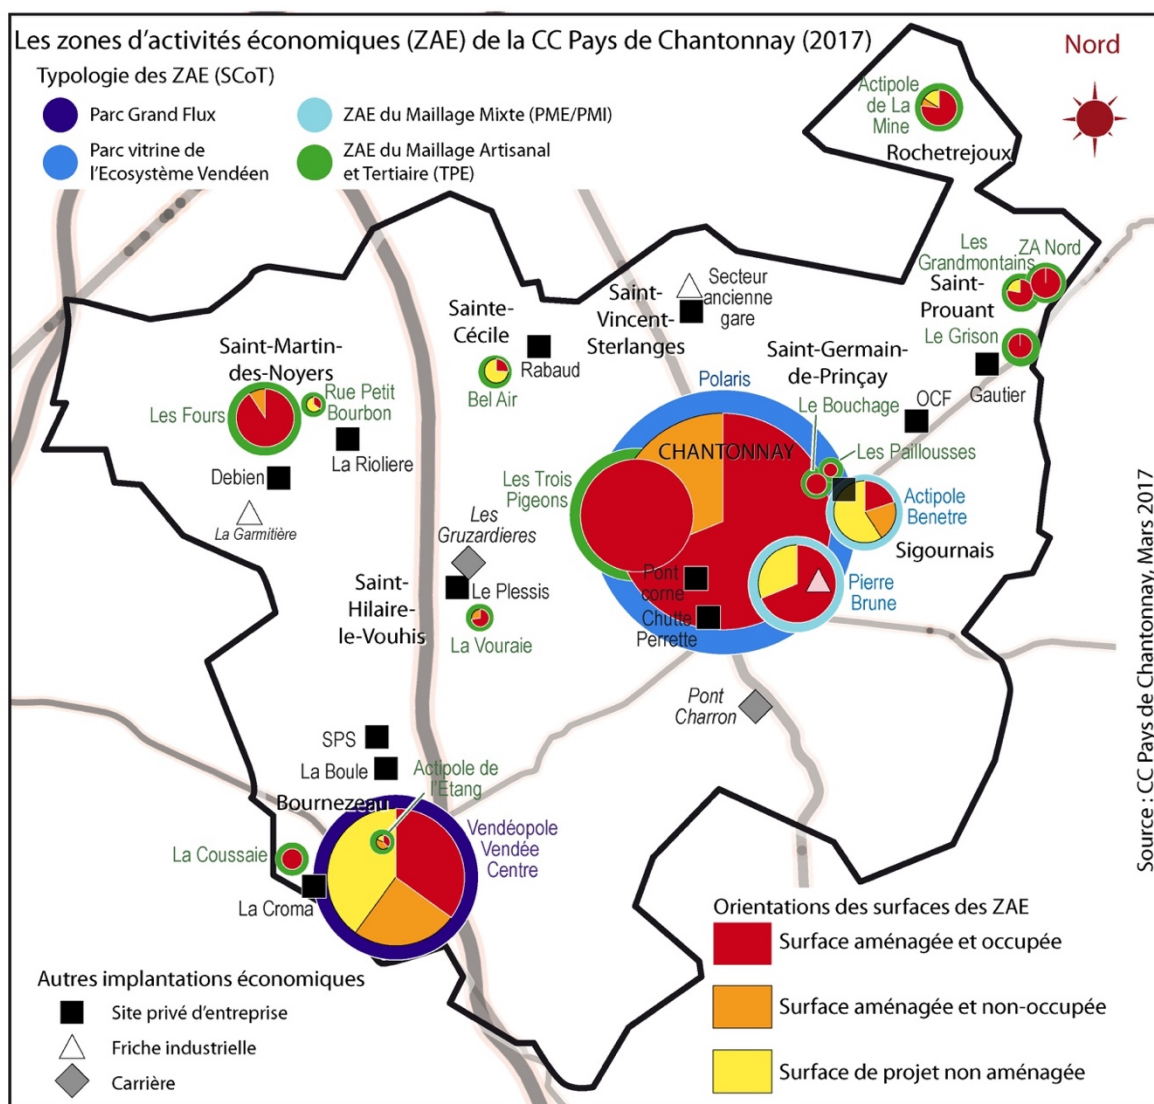 Les zones d'activités économiques (ZAE) de la CC Pays de Chantonnay (2017)
Typologie des ZAE (SCoT)
Parc Grand Flux
Parc vitrine de
l'Ecosystème Vendéen
ZAE du Maillage Mixte (PME/PMI)
ZAE du Maillage Artisanal
et Tertiaire (TPE)
Nord
Actipole
de La
Mine
Rochetrejoux
Les
Grandmontains
ZA Nord
Saint-
Prouant
Le Grison
Gautier
Secteur
ancienne
gare
Saint-
Vincent-
Sterlanges
Sainte-
Cécile
Rabaud
Bel Air
Saint-Martin-
des-Noyers
Les Fours
Rue Petit
Bourbon
La Rioliere
Debien
La Garmitière
Saint-Germain-
de-Prinçay
Polaris
Le Bouchage
OCF
CHANTONNAY
Les Paillousses
Les Trois
Pigeons
Actipole
Benetre
Sigournais
Les
Gruzardieres
Pont
corne
Pierre
Brune
Le Plessis
Saint-
Hilaire-
le-Vouhis
Chutte
Perrette
La Vouraie
Pont
Charron
SPS
La Boule
Actipole de
l'Etang
Bournezeau
Vendéopole
Vendée
Centre
La Coussaie
La Croma
Autres implantations économiques
Site privé d'entreprise
Friche industrielle
Carrière
Orientations des surfaces des ZAE
Surface aménagée et occupée
Surface aménagée et non-occupée
Surface de projet non aménagée
Source : CC Pays de Chantonnay, Mars 2017